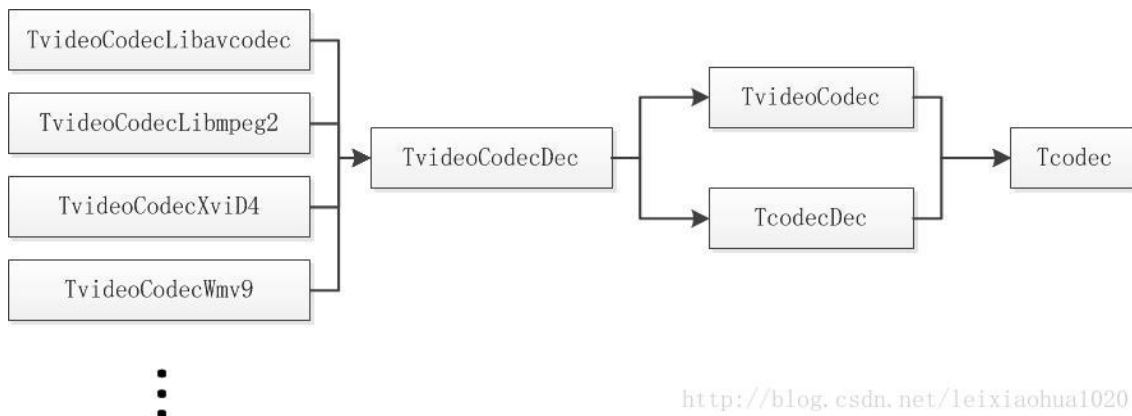 TvideoCodecLibavcodec
TvideoCodecLibmpeg2
TvideoCodecXviD4
TvideoCodecWmv9
TvideoCodecDec
TvideoCodec
TcodecDec
Tcodec
http://blog.csdn.net/leixiaohua1020